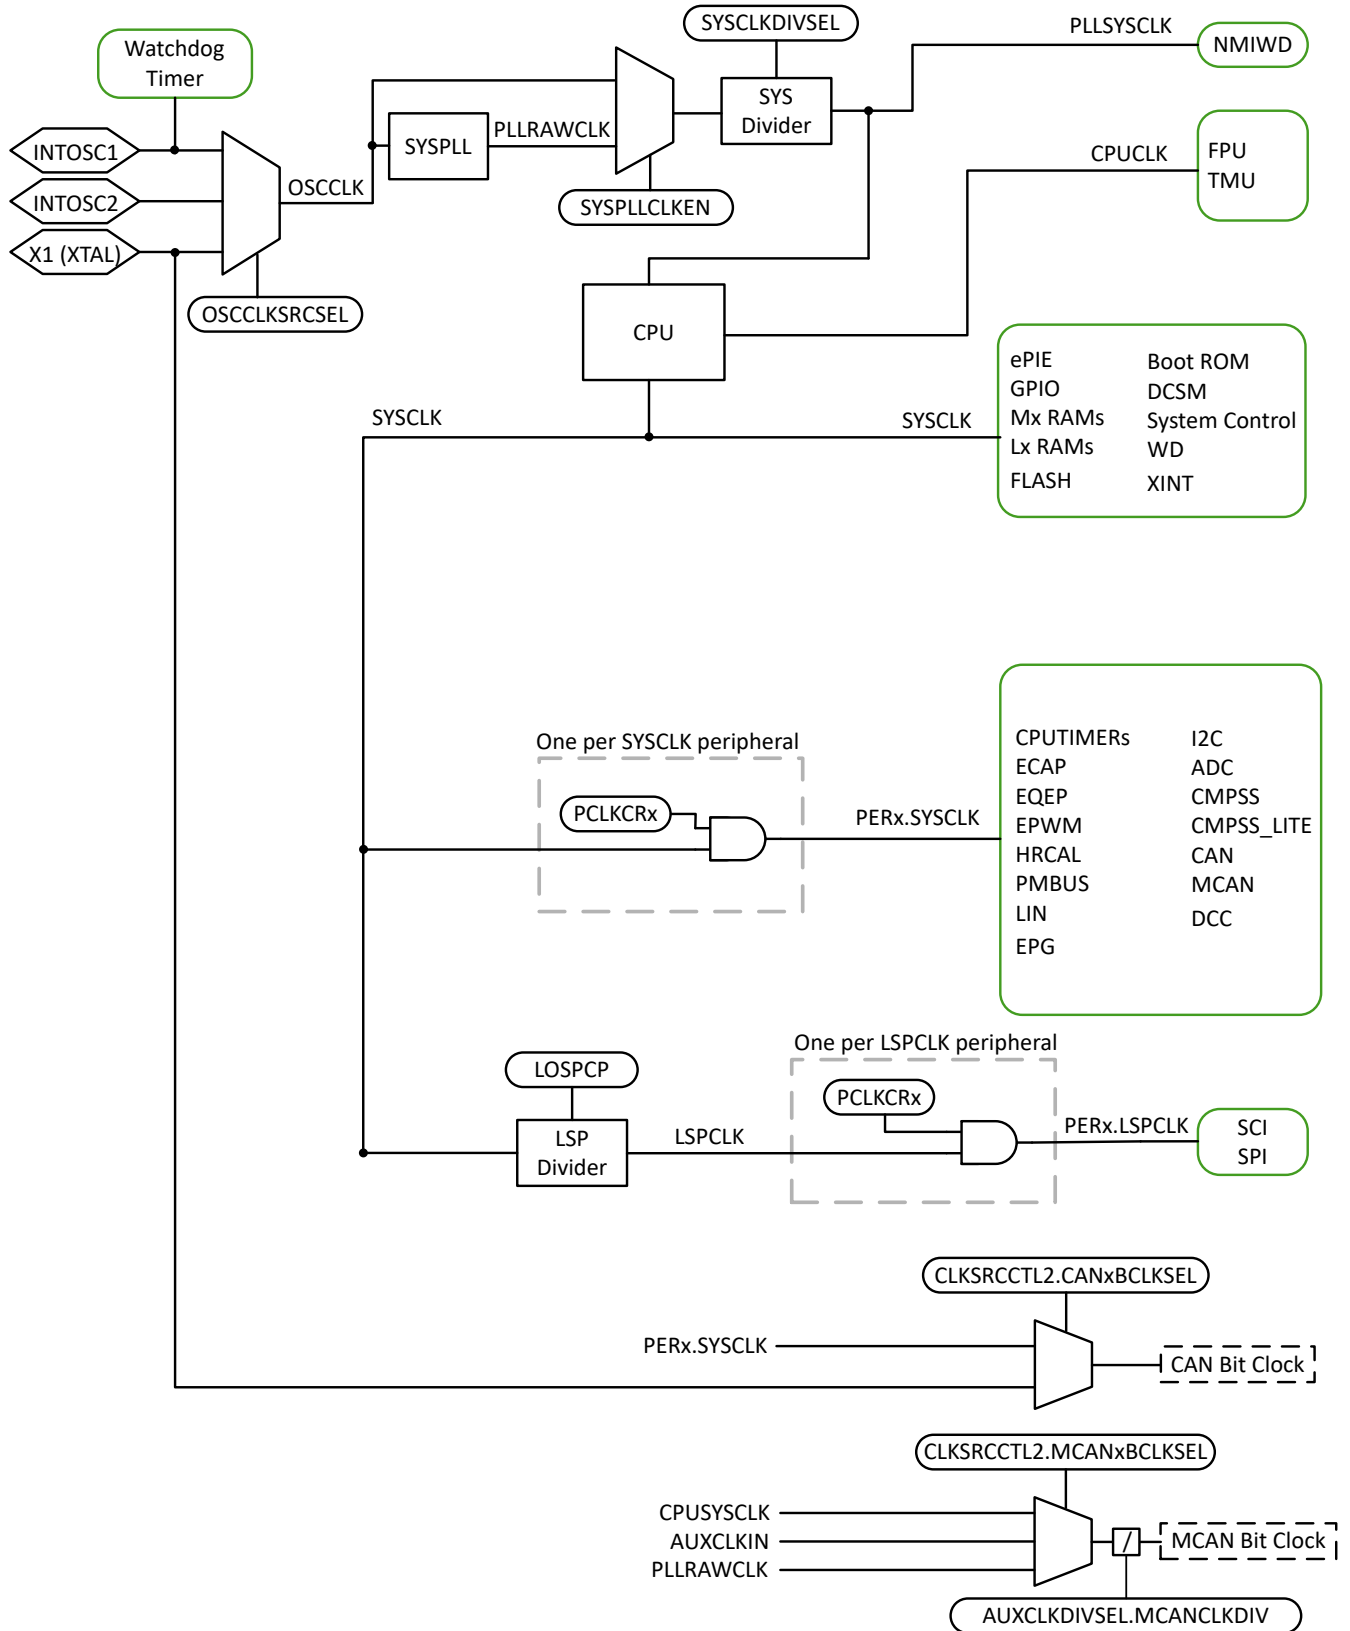 SYSCLKDIVSEL
PLLSYSCLK
NMIWD
Watchdog
Timer
SYS
Divider
INTOSC1
INTOSC2
X1 (XTAL)
OSCCLK
SYSPLL
PLLRAWCLK
SYSPLLCLKEN
OSCCLKSRCSEL
CPUCLK
FPU
TMU
CPU
SYSCLK
SYSCLK
ePIE
GPIO
Mx RAMs
Lx RAMs
FLASH
Boot ROM
DCSM
System Control
WD
XINT
One per SYSCLK peripheral
PCLKCRx
PERx.SYSCLK
CPUTIMERs
ECAP
EQEP
EPWM
HRCAL
PMBUS
LIN
EPG
I2C
ADC
CMPSS
CMPSS_LITE
CAN
MCAN
DCC
One per LSPCLK peripheral
LOSPCP
LSP
Divider
LSPCLK
PCLKCRx
PERx.LSPCLK
SCI
SPI
CLKSRCCTL2.CANxBCLKSEL
PERx.SYSCLK
CAN Bit Clock
CLKSRCCTL2.MCANxBCLKSEL
CPUSYSCLK
AUXCLKIN
PLLRAWCLK
/
MCAN Bit Clock
AUXCLKDIVSEL.MCANCLKDIV